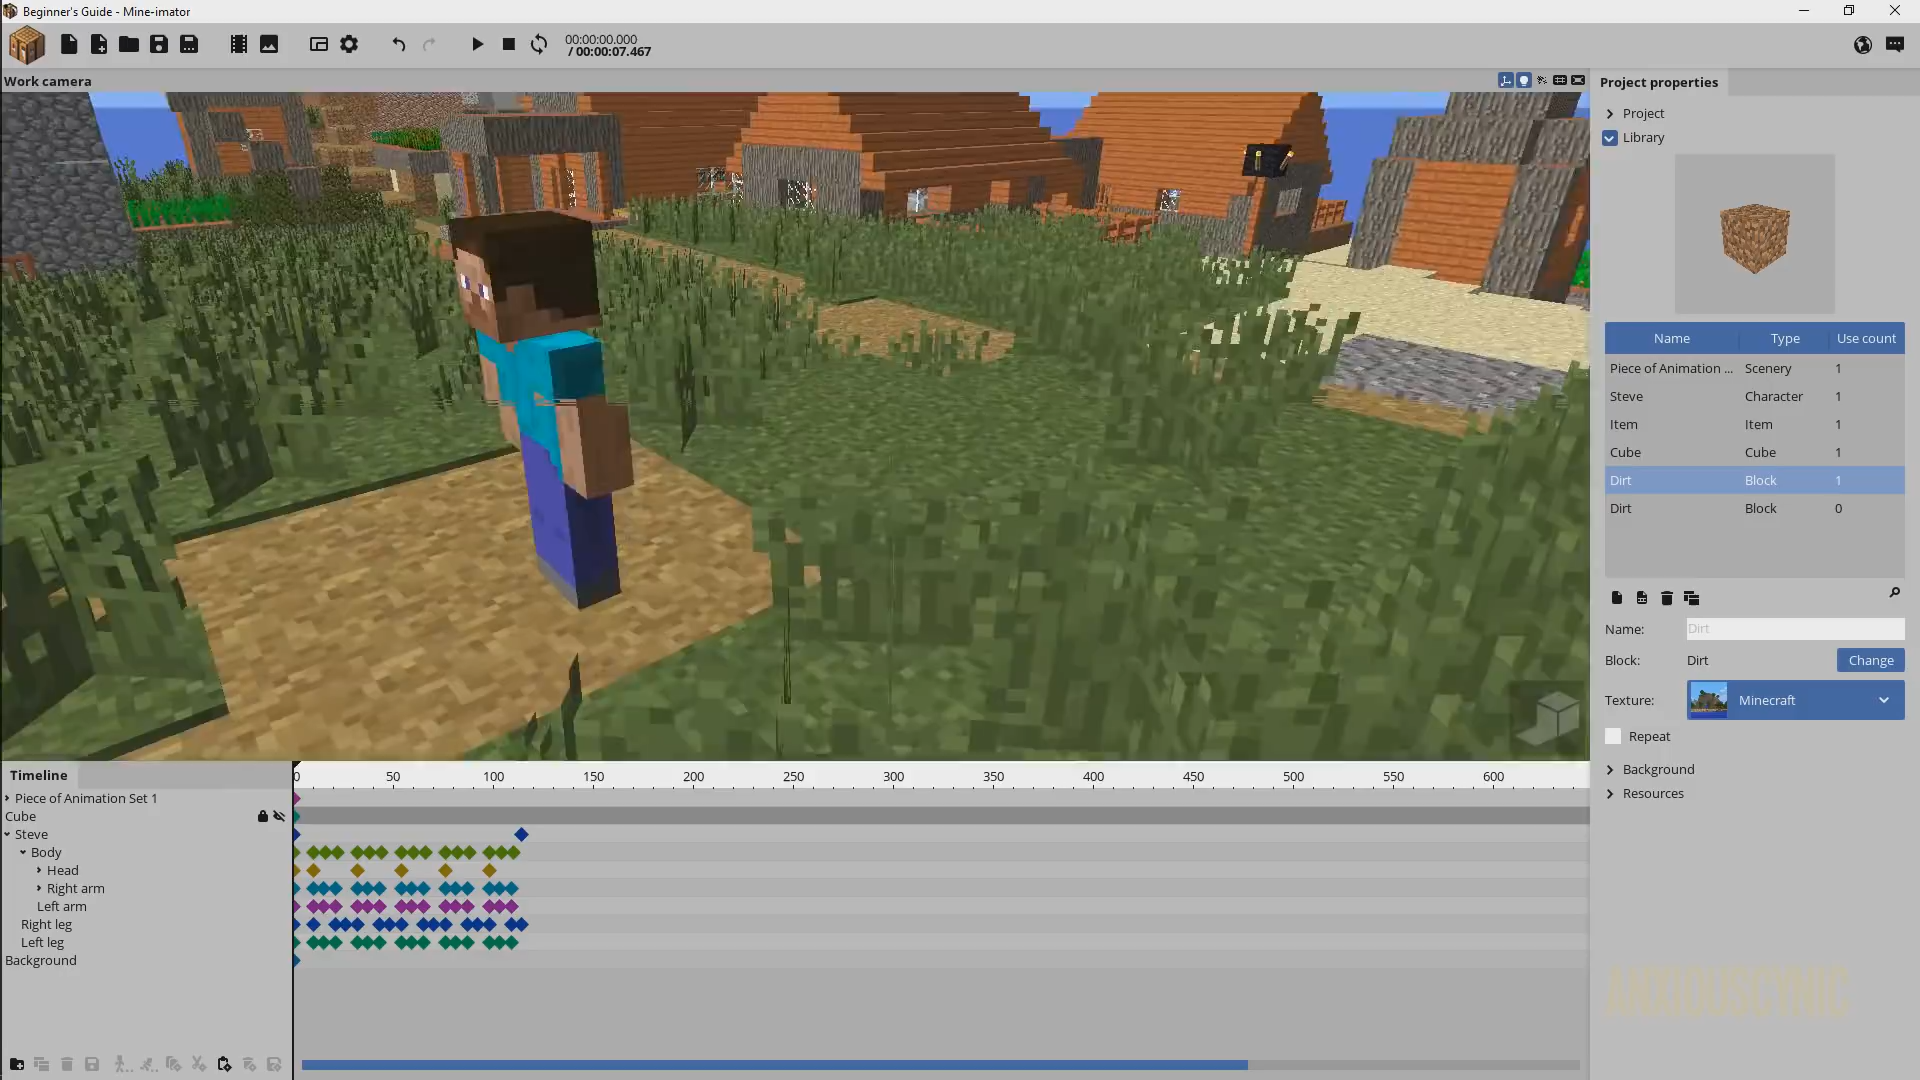 Beginner's Guide - Mine-imator
00:00:00.000
/ 00:00:07.467
Work camera
Project properties
Project
Library
Name Type Use count
Piece of Animation ... Scenery 1
Steve Character 1
Item Item 1
Cube Cube 1
Dirt Block 1
Dirt Block 0
Name: Dirt
Block: Dirt Change
Texture: Minecraft
Repeat
Background
Resources
Timeline
0 50 100 150 200 250 300 350 400 450 500 550 600
Piece of Animation Set 1
Cube
Steve
Body
Head
Right arm
Left arm
Right leg
Left leg
Background
ANXIOUSCYNIC